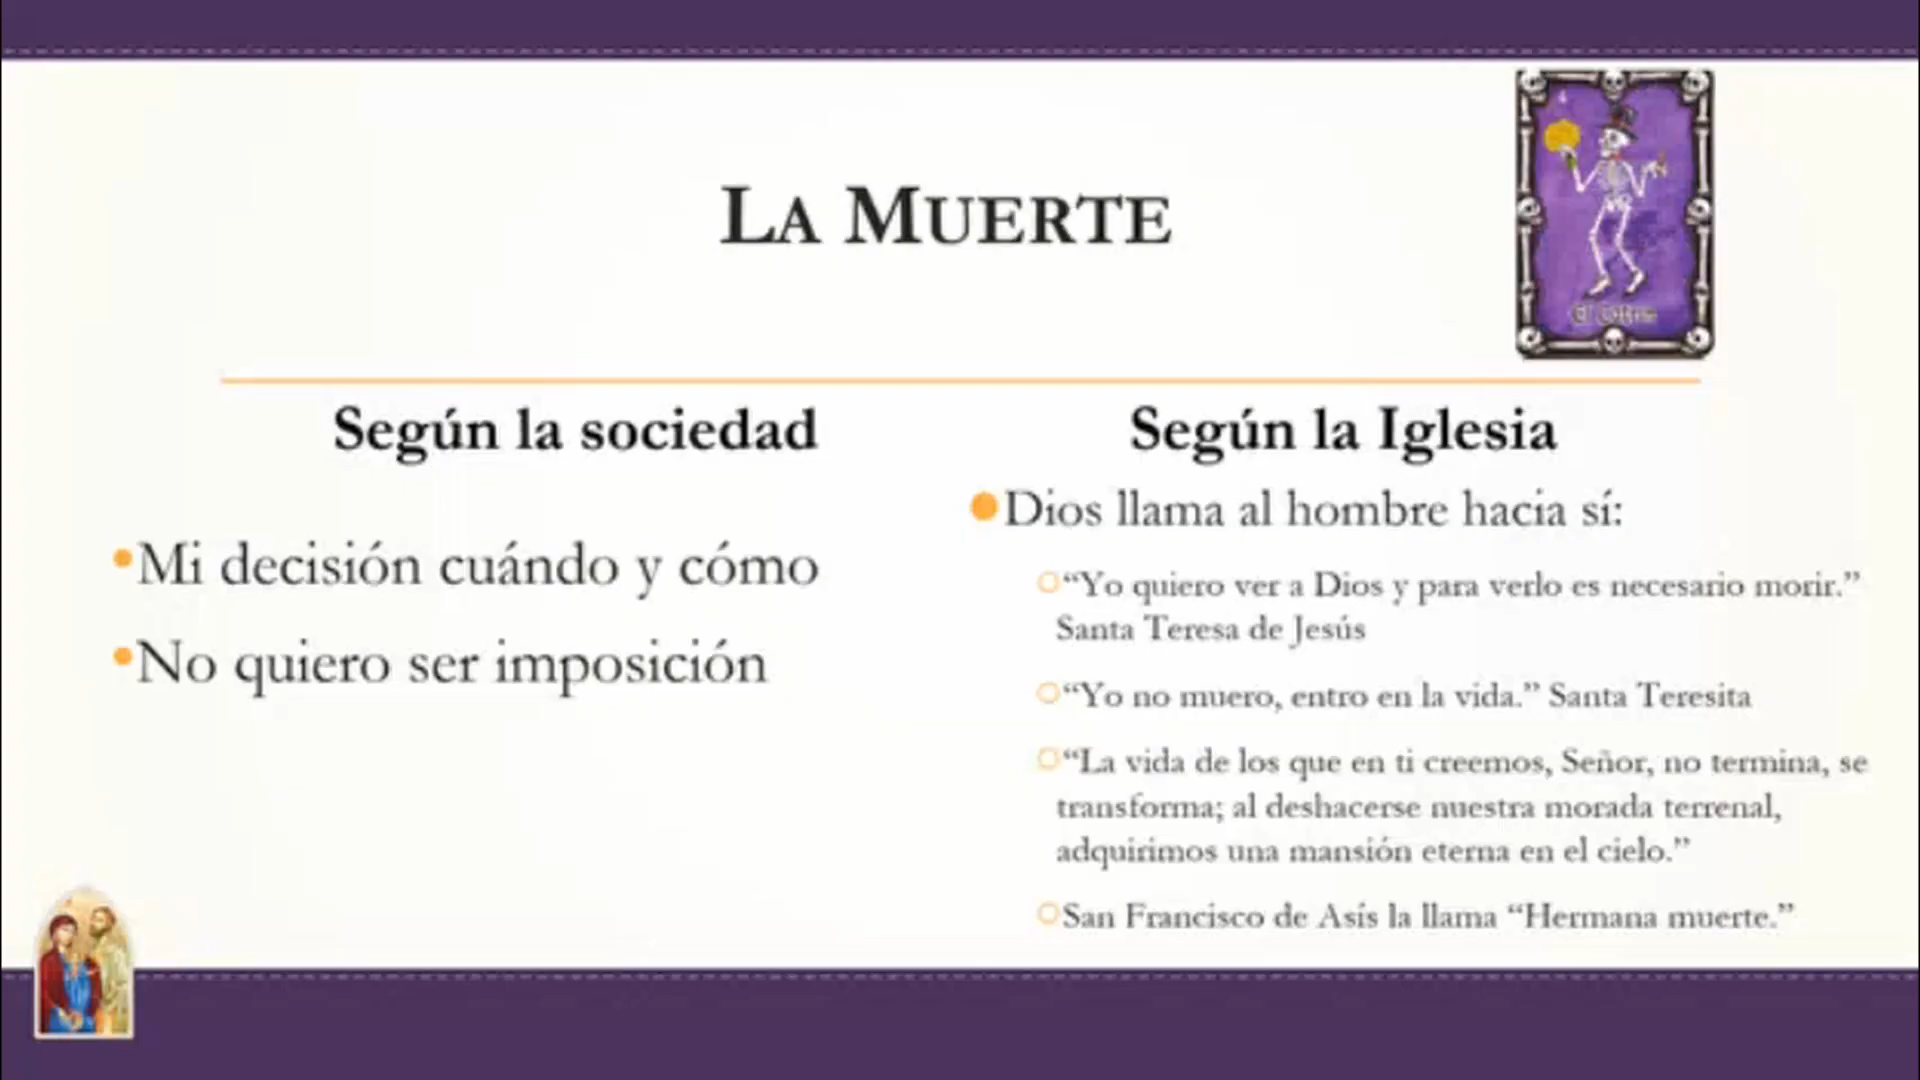 La Muerte
Según la sociedad
•Mi decisión cuándo y cómo
•No quiero ser imposición
Según la Iglesia
Dios llama al hombre hacia sí:
“Yo quiero ver a Dios y para verlo es necesario morir.”
Santa Teresa de Jesús
“Yo no muero, entro en la vida.” Santa Teresita
“La vida de los que en ti creemos, Señor, no termina, se
transforma; al deshacerse nuestra morada terrenal,
adquirimos una mansión eterna en el cielo.”
San Francisco de Asís la llama “Hermana muerte.”